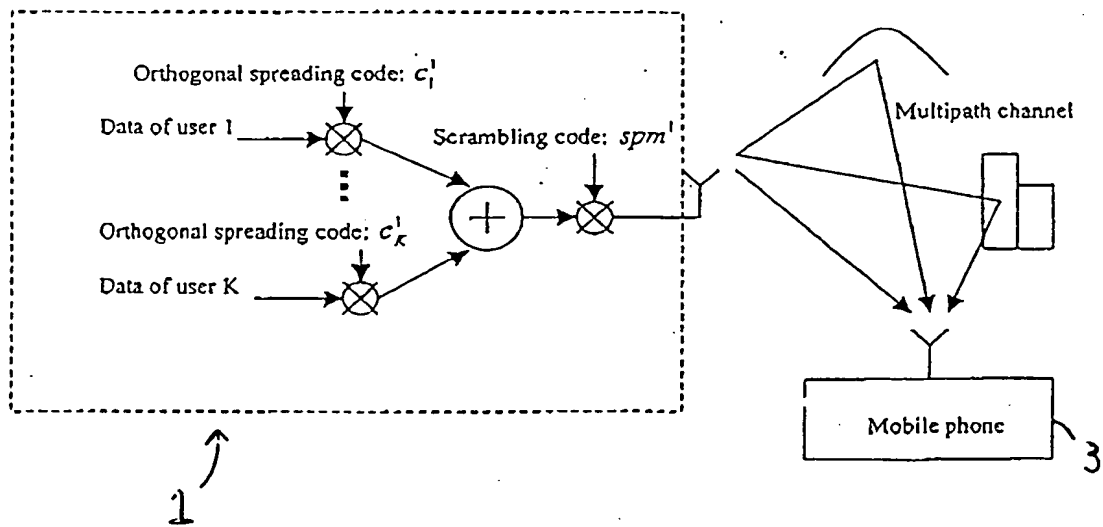 Orthogonal spreading code: c₁¹
Data of user 1
Scrambling code: spm¹
Orthogonal spreading code: c_K¹
Data of user K
Multipath channel
Mobile phone
3
1